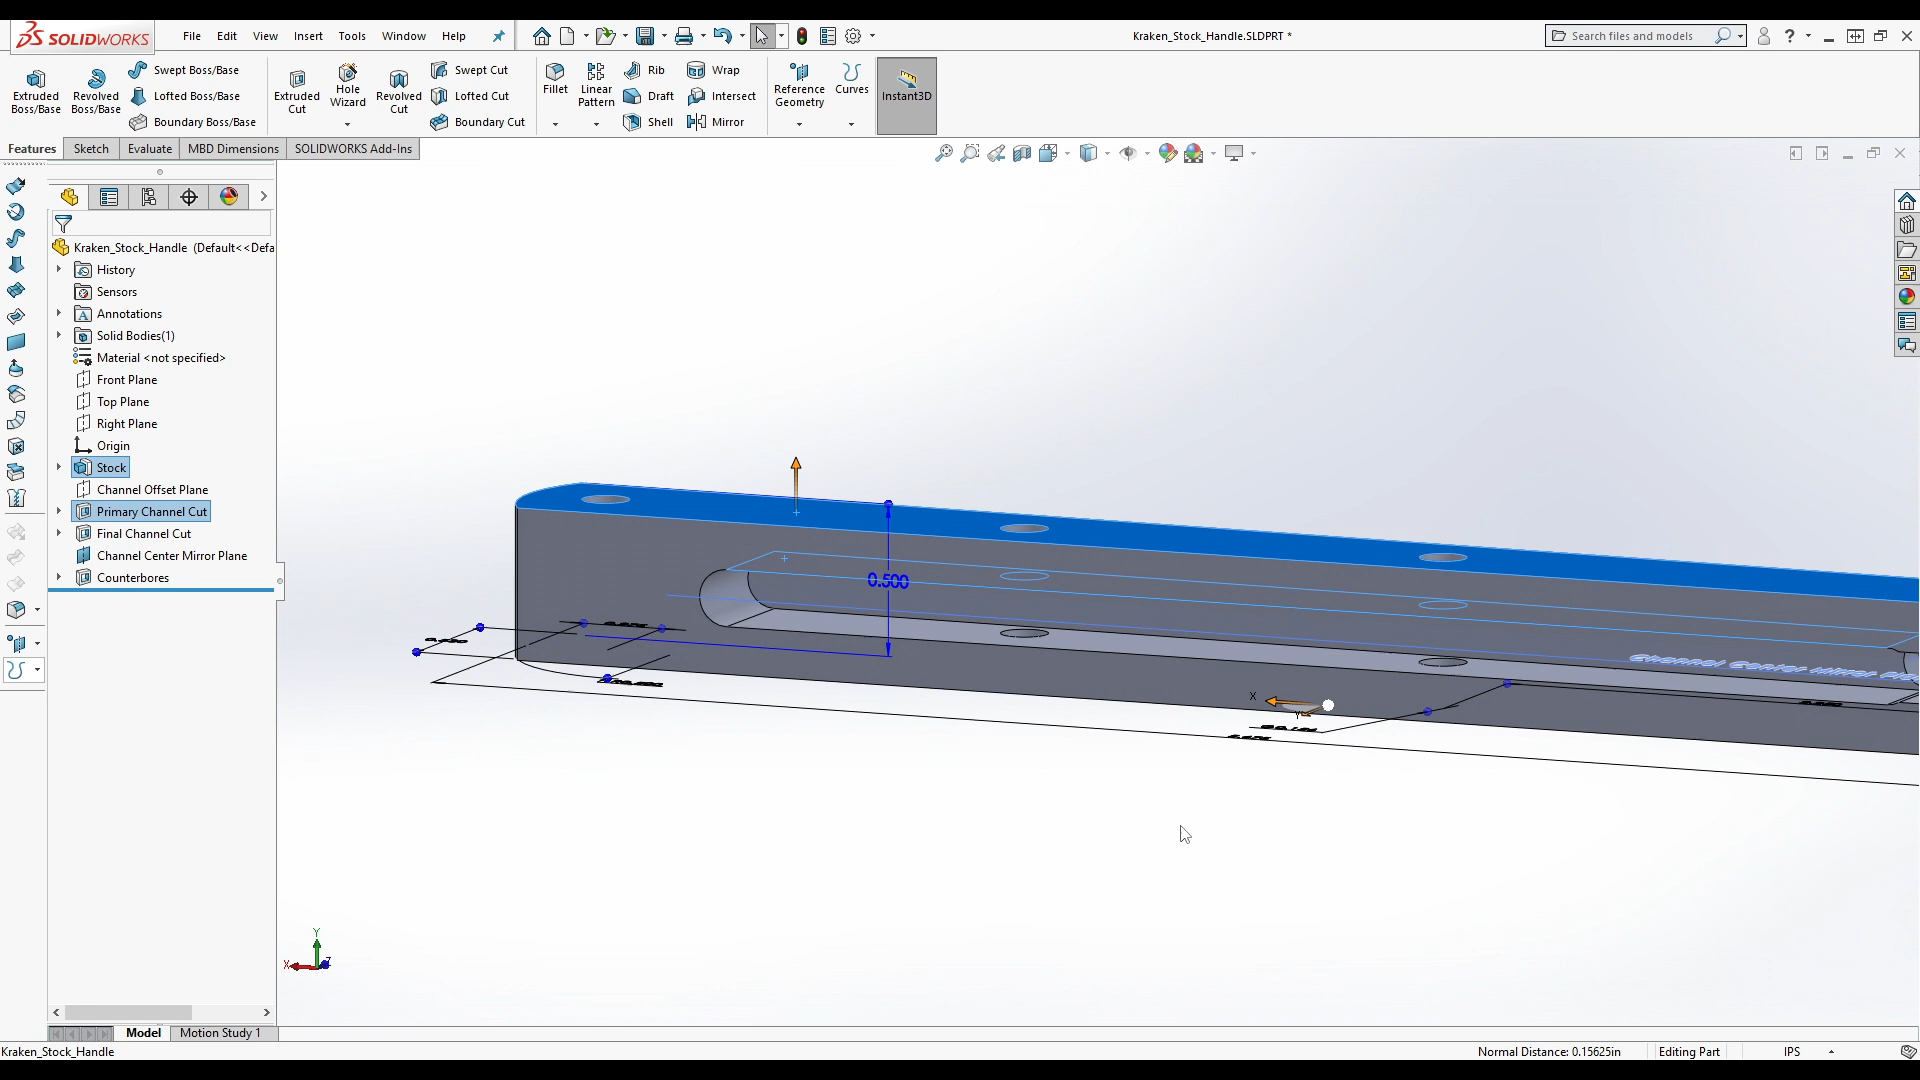 SOLIDWORKS
File Edit View Insert Tools Window Help
Kraken_Stock_Handle.SLDPRT *
Search files and models
?
Extruded Boss/Base
Revolved Boss/Base
Swept Boss/Base
Lofted Boss/Base
Boundary Boss/Base
Extruded Cut
Hole Wizard
Revolved Cut
Swept Cut
Lofted Cut
Boundary Cut
Fillet
Linear Pattern
Rib
Draft
Shell
Wrap
Intersect
Mirror
Reference Geometry
Curves
Instant3D
Features Sketch Evaluate MBD Dimensions SOLIDWORKS Add-Ins
Kraken_Stock_Handle (Default<<Defa
History
Sensors
Annotations
Solid Bodies(1)
Material <not specified>
Front Plane
Top Plane
Right Plane
Origin
Stock
Channel Offset Plane
Primary Channel Cut
Final Channel Cut
Channel Center Mirror Plane
Counterbores
0.500
Channel Center Mirror
X
Y
Y
X
Z
Model Motion Study 1
Kraken_Stock_Handle
Normal Distance: 0.15625in
Editing Part
IPS